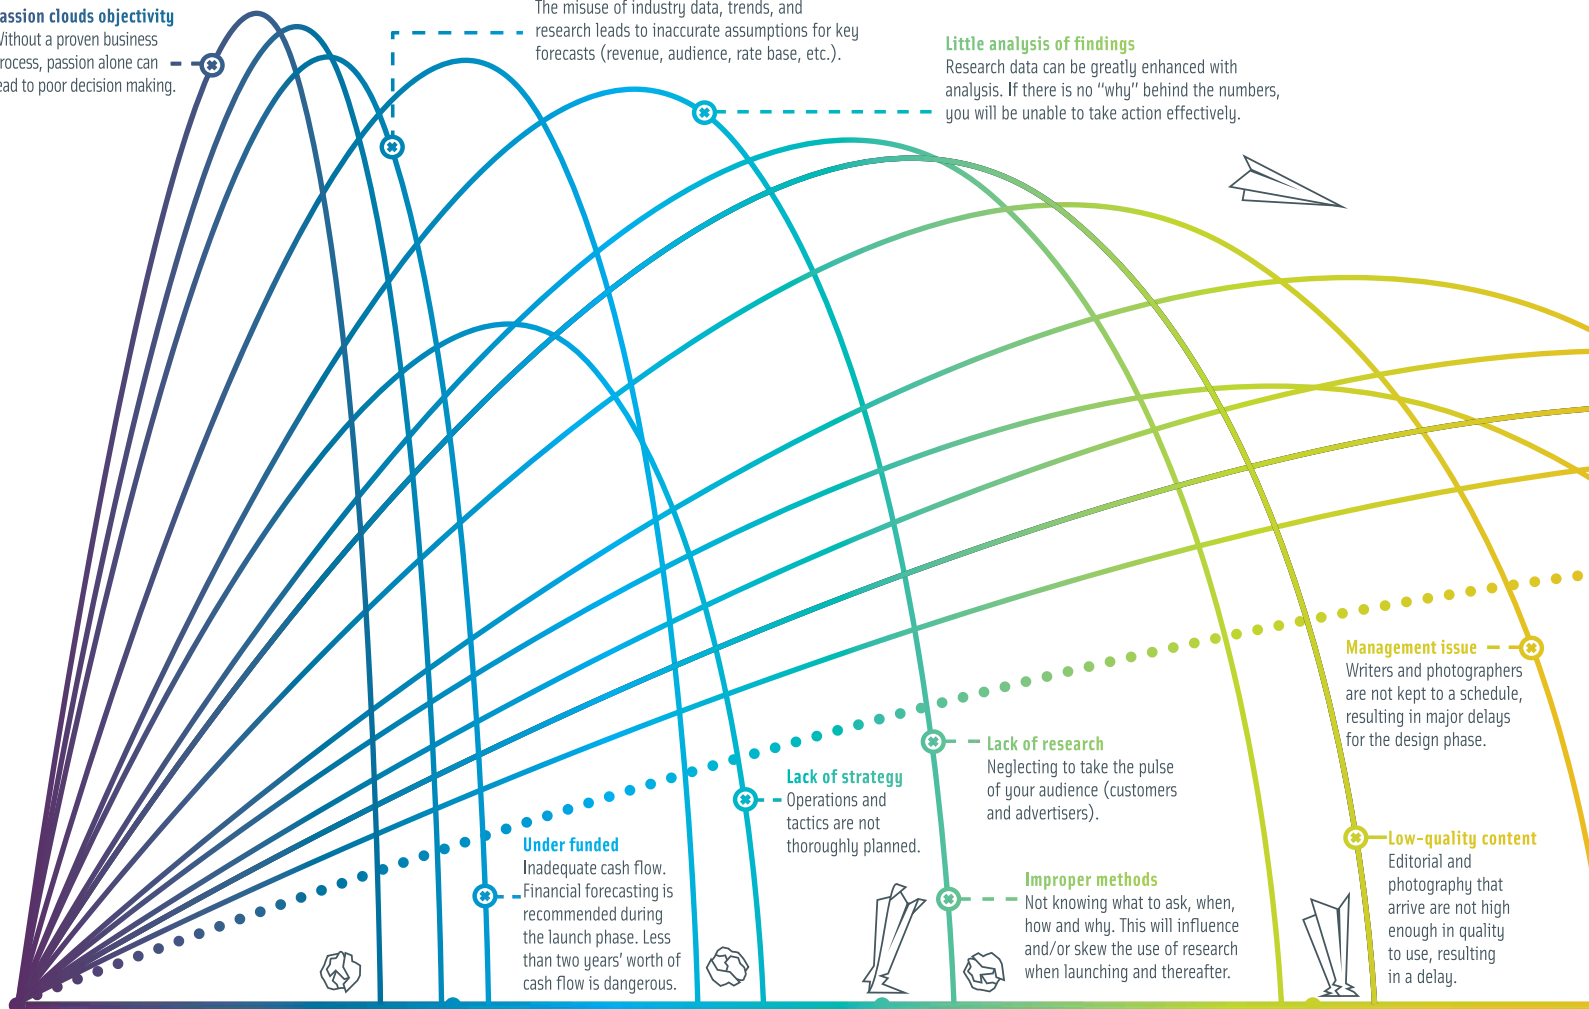 assion clouds objectivity
Without a proven business
rocess, passion alone can
ead to poor decision making.
The misuse of industry data, trends, and
research leads to inaccurate assumptions for key
forecasts (revenue, audience, rate base, etc.).
Little analysis of findings
Research data can be greatly enhanced with
analysis. If there is no “why” behind the numbers,
you will be unable to take action effectively.
Management issue
Writers and photographers
are not kept to a schedule,
resulting in major delays
for the design phase.
Lack of research
Neglecting to take the pulse
of your audience (customers
and advertisers).
Lack of strategy
Operations and
tactics are not
thoroughly planned.
Under funded
Inadequate cash flow.
Financial forecasting is
recommended during
the launch phase. Less
than two years’ worth of
cash flow is dangerous.
Improper methods
Not knowing what to ask, when,
how and why. This will influence
and/or skew the use of research
when launching and thereafter.
Low-quality content
Editorial and
photography that
arrive are not high
enough in quality
to use, resulting
in a delay.